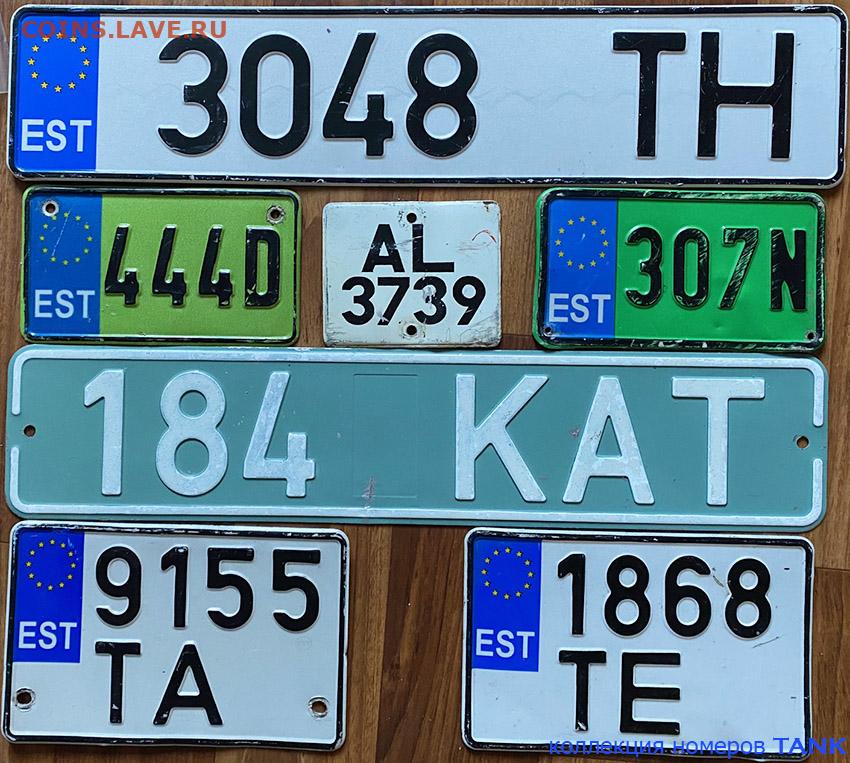 COINS.LAVE.RU
EST 3048 TH
EST 444D
AL
3739
EST 307N
184 KAT
EST 9155
TA
EST 1868
TE
коллекция номеров TANK